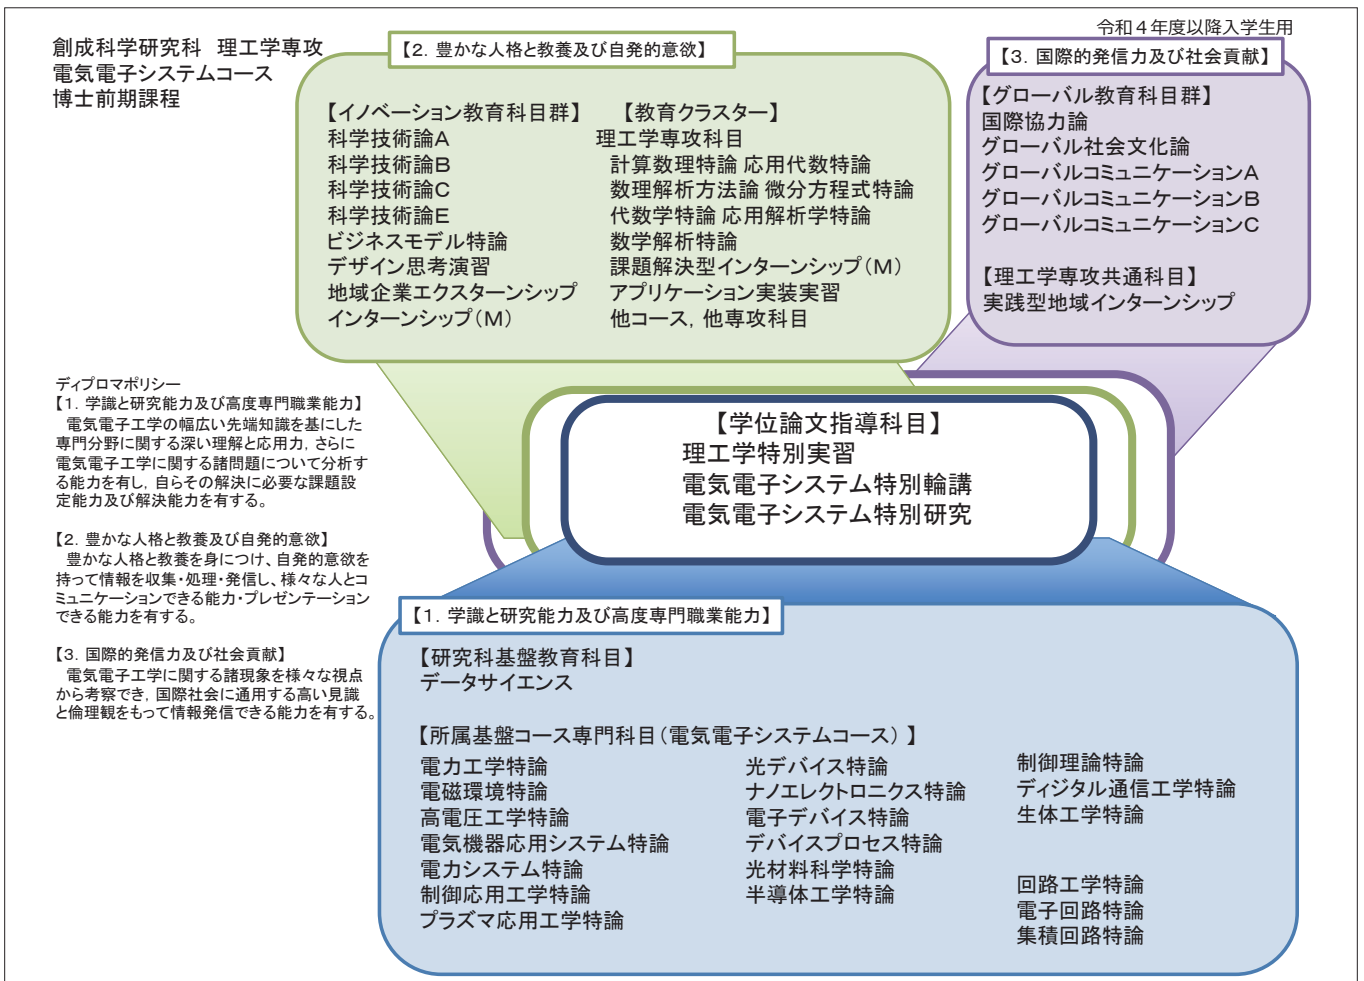 令和４年度以降入学生用
創成科学研究科　理工学専攻
電気電子システムコース
博士前期課程
【２．豊かな人格と教養及び自発的意欲】
【イノベーション教育科目群】
科学技術論Ａ
科学技術論Ｂ
科学技術論Ｃ
科学技術論Ｅ
ビジネスモデル特論
デザイン思考演習
地域企業エクスターンシップ
インターンシップ（Ｍ）
【教育クラスター】
理工学専攻科目
計算数理特論 応用代数特論
数理解析方法論 微分方程式特論
代数学特論 応用解析学特論
数学解析特論
課題解決型インターンシップ（Ｍ）
アプリケーション実装実習
他コース，他専攻科目
【３．国際的発信力及び社会貢献】
【グローバル教育科目群】
国際協力論
グローバル社会文化論
グローバルコミュニケーションＡ
グローバルコミュニケーションＢ
グローバルコミュニケーションＣ
【理工学専攻共通科目】
実践型地域インターンシップ
ディプロマポリシー
【１．学識と研究能力及び高度専門職業能力】
電気電子工学の幅広い先端知識を基にした
専門分野に関する深い理解と応用力，さらに
電気電子工学に関する諸問題について分析す
る能力を有し，自らその解決に必要な課題設
定能力及び解決能力を有する。
【２．豊かな人格と教養及び自発的意欲】
豊かな人格と教養を身につけ、自発的意欲を
持って情報を収集・処理・発信し、様々な人とコ
ミュニケーションできる能力・プレゼンテーション
できる能力を有する。
【３．国際的発信力及び社会貢献】
電気電子工学に関する諸現象を様々な視点
から考察でき，国際社会に通用する高い見識
と倫理観をもって情報発信できる能力を有する。
【学位論文指導科目】
理工学特別実習
電気電子システム特別輪講
電気電子システム特別研究
【１．学識と研究能力及び高度専門職業能力】
【研究科基盤教育科目】
データサイエンス
【所属基盤コース専門科目（電気電子システムコース）】
電力工学特論
電磁環境特論
高電圧工学特論
電気機器応用システム特論
電力システム特論
制御応用工学特論
プラズマ応用工学特論
光デバイス特論
ナノエレクトロニクス特論
電子デバイス特論
デバイスプロセス特論
光材料科学特論
半導体工学特論
制御理論特論
ディジタル通信工学特論
生体工学特論
回路工学特論
電子回路特論
集積回路特論